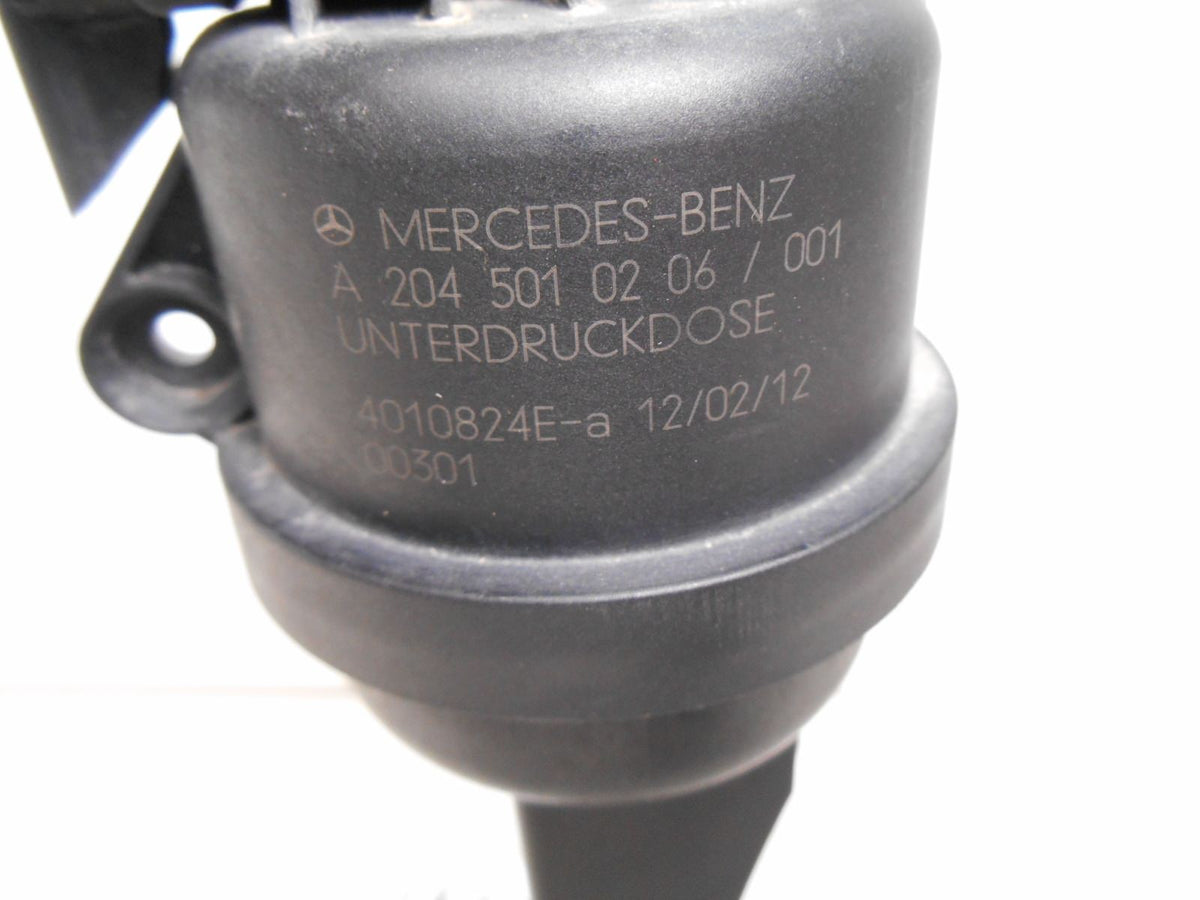 MERCEDES-BENZ
A 204 501 02 06 / 001
UNTERDRUCKDOSE
4010824E-a 12/02/12
00301